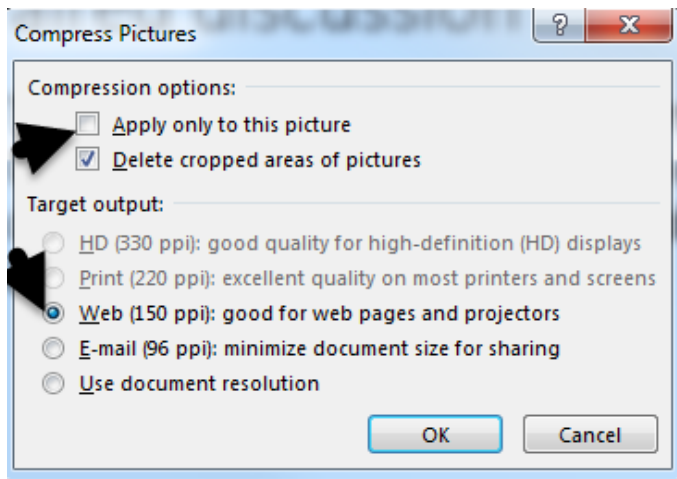 Compress Pictures
Compression options:
Apply only to this picture
Delete cropped areas of pictures
Target output:
HD (330 ppi): good quality for high-definition (HD) displays
Print (220 ppi): excellent quality on most printers and screens
Web (150 ppi): good for web pages and projectors
E-mail (96 ppi): minimize document size for sharing
Use document resolution
OK Cancel